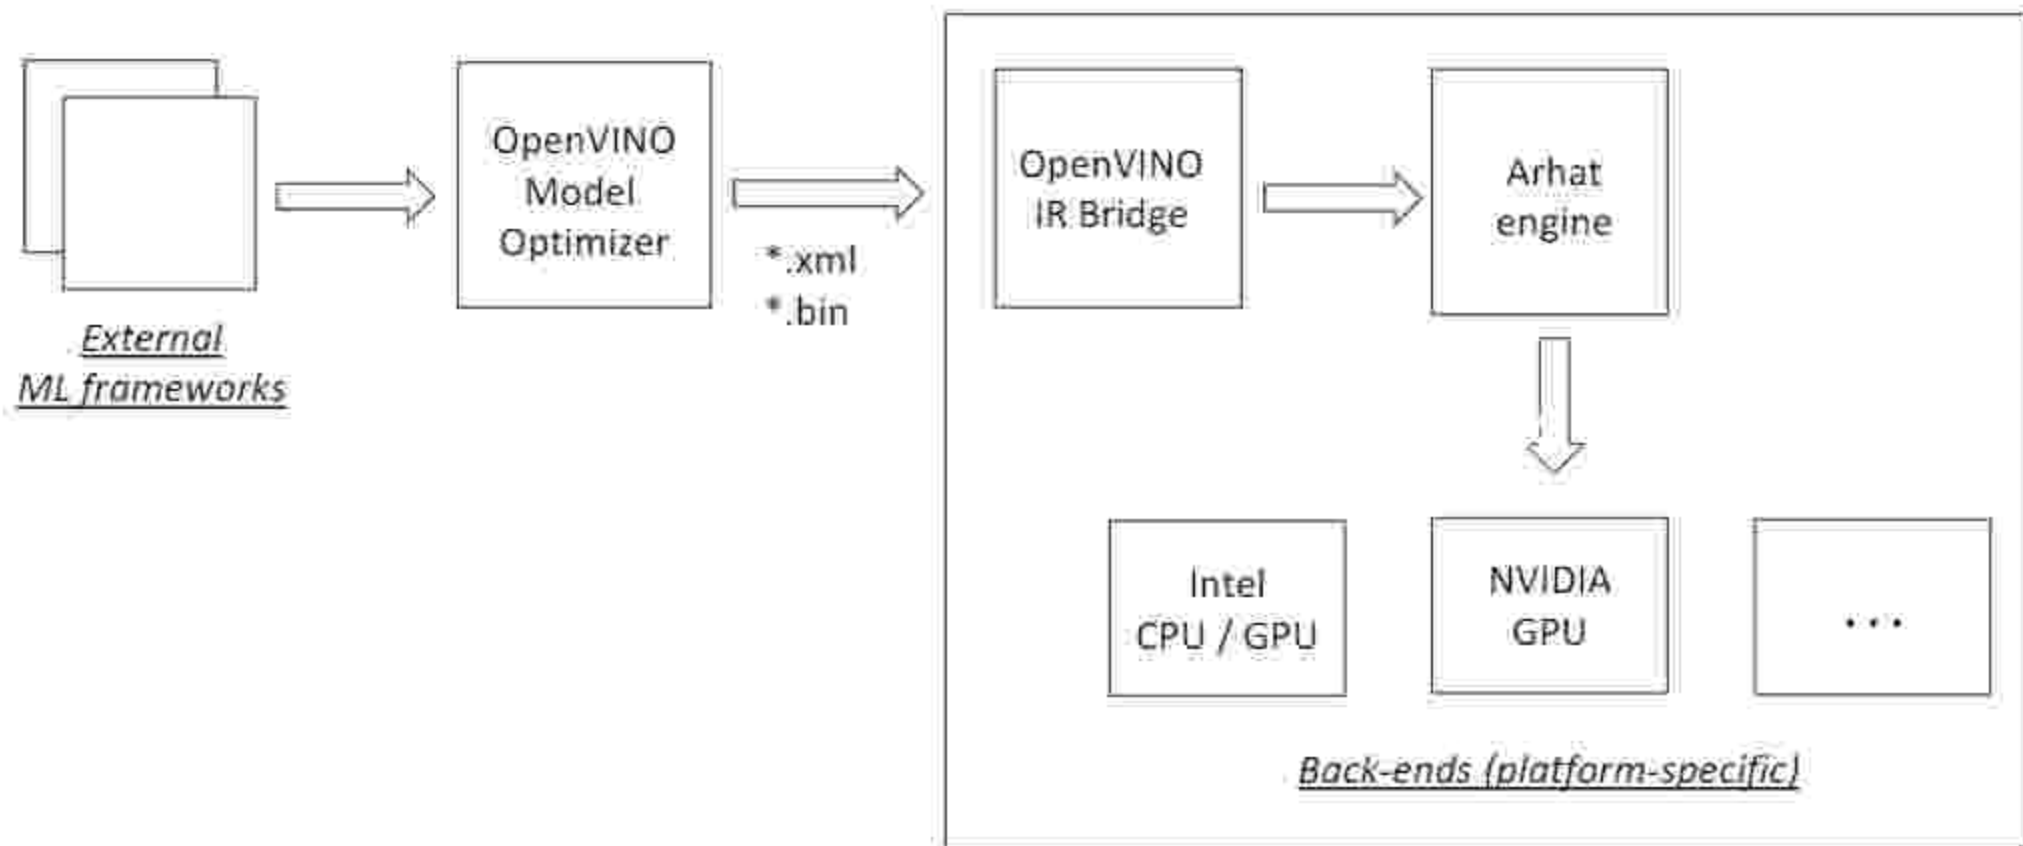 OpenVINO
Model
Optimizer
*.xml
*.bin
External
ML frameworks
OpenVINO
IR Bridge
Arhat
engine
Intel
CPU / GPU
NVIDIA
GPU
...
Back-ends (platform-specific)